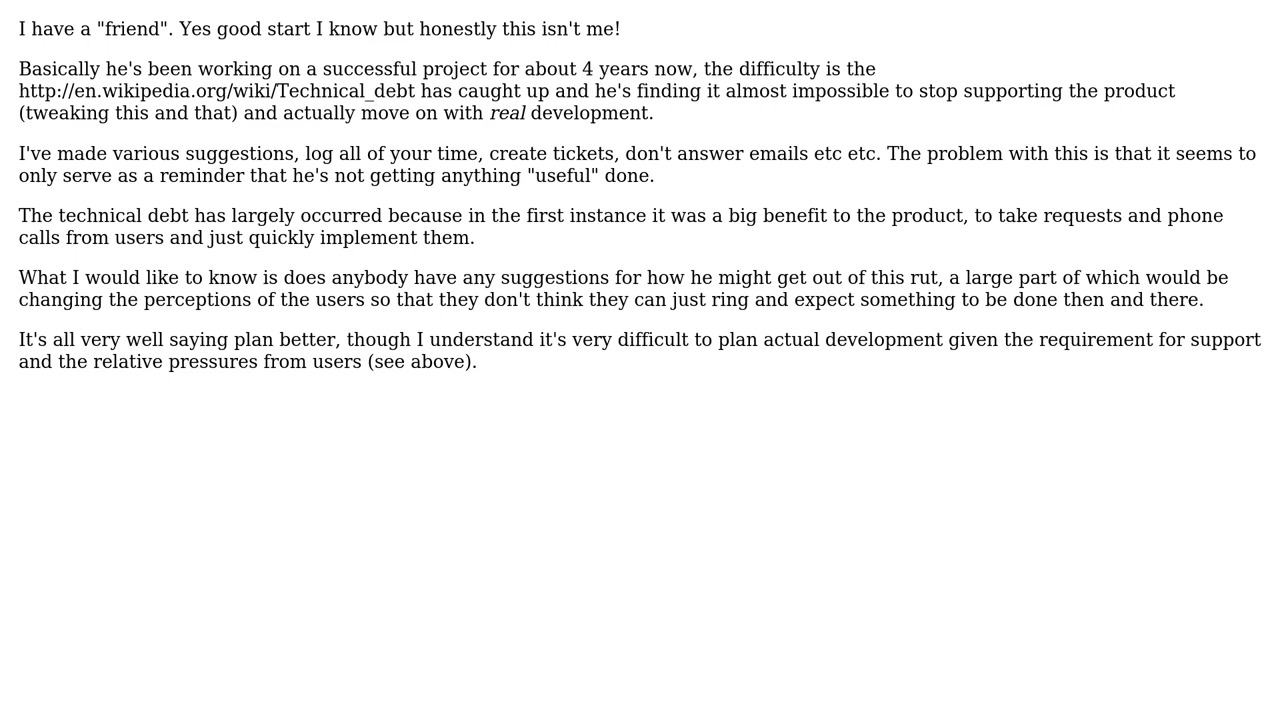 I have a "friend". Yes good start I know but honestly this isn't me!
Basically he's been working on a successful project for about 4 years now, the difficulty is the
http://en.wikipedia.org/wiki/Technical_debt has caught up and he's finding it almost impossible to stop supporting the product
(tweaking this and that) and actually move on with real development.
I've made various suggestions, log all of your time, create tickets, don't answer emails etc etc. The problem with this is that it seems to
only serve as a reminder that he's not getting anything "useful" done.
The technical debt has largely occurred because in the first instance it was a big benefit to the product, to take requests and phone
calls from users and just quickly implement them.
What I would like to know is does anybody have any suggestions for how he might get out of this rut, a large part of which would be
changing the perceptions of the users so that they don't think they can just ring and expect something to be done then and there.
It's all very well saying plan better, though I understand it's very difficult to plan actual development given the requirement for support
and the relative pressures from users (see above).